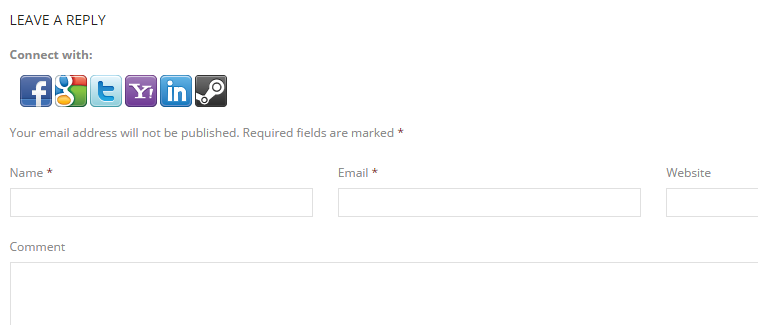 LEAVE A REPLY
Connect with:
f g t Y! in
Your email address will not be published. Required fields are marked *
Name * Email * Website
Comment